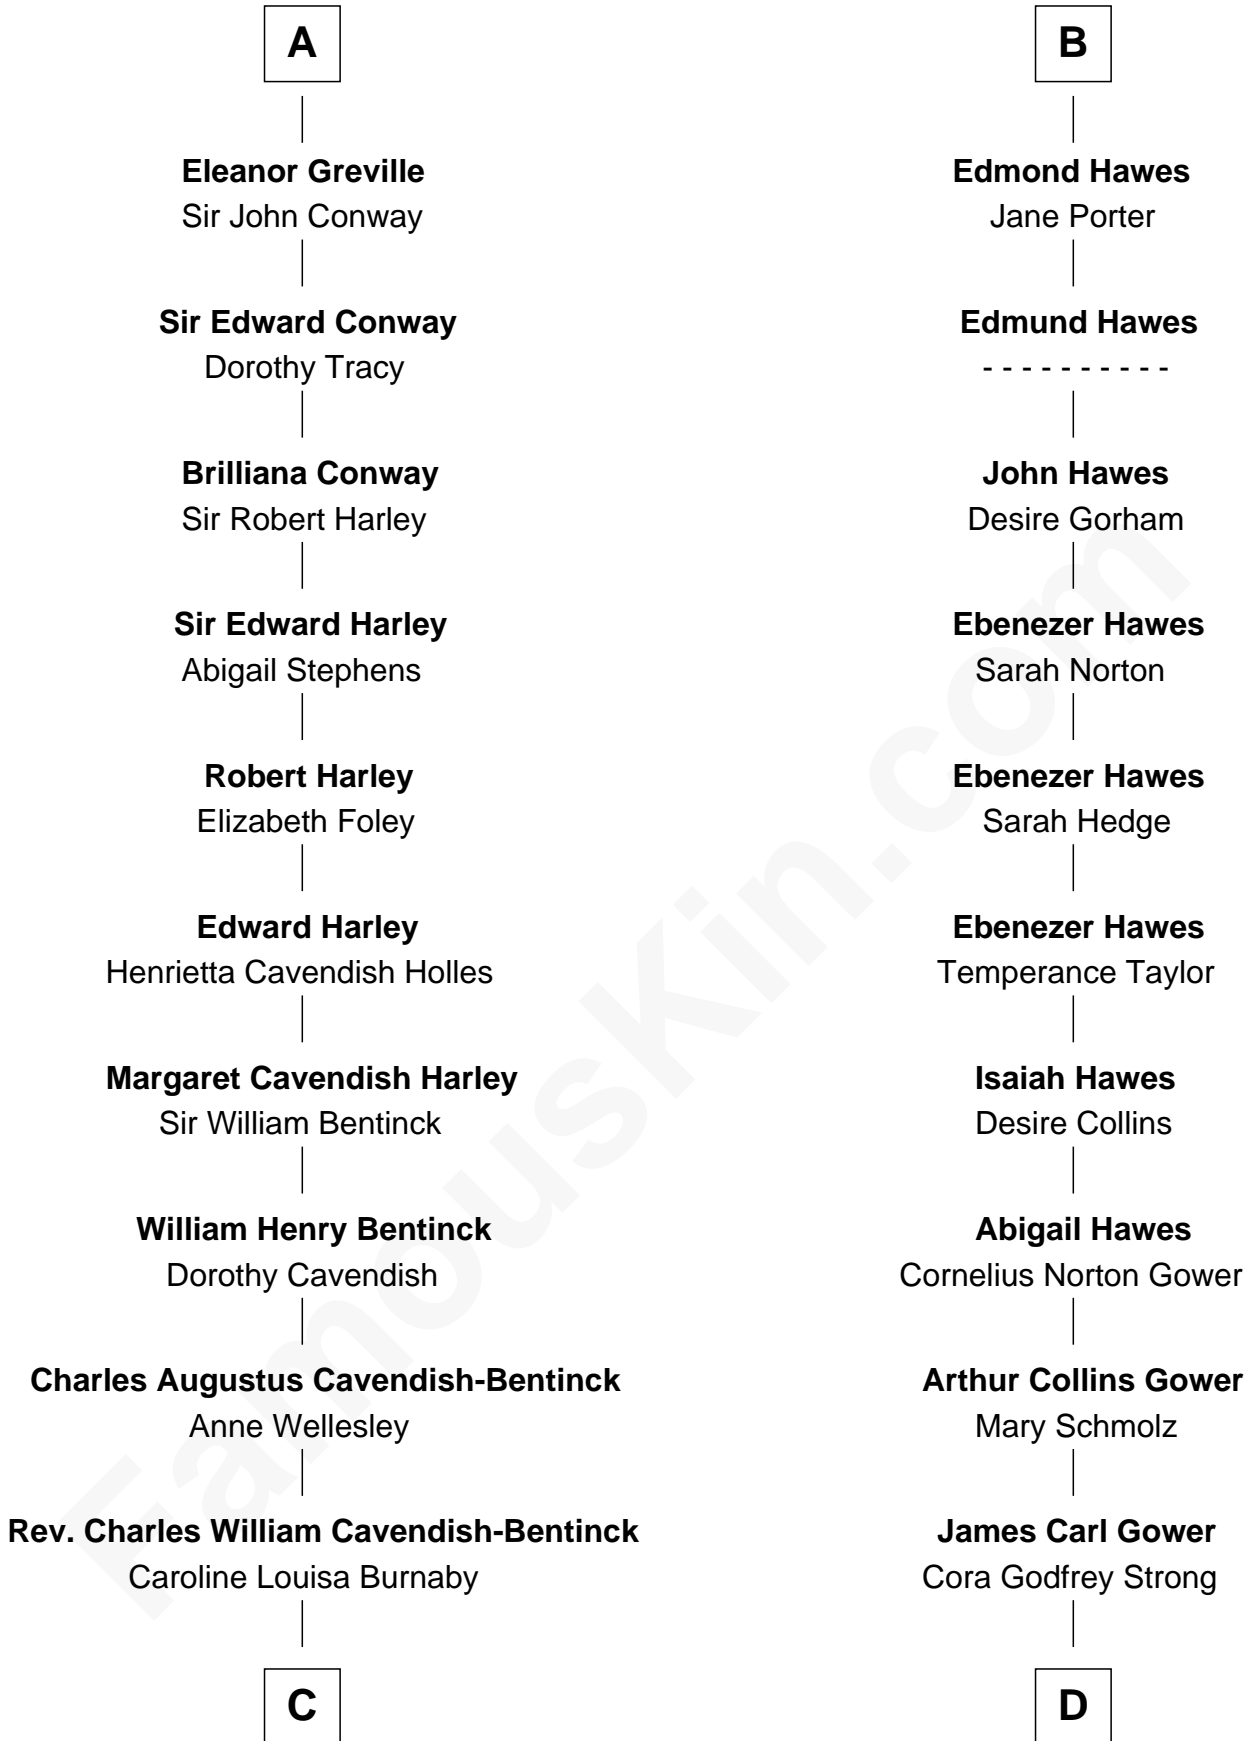 A
Eleanor Greville
Sir John Conway
Sir Edward Conway
Dorothy Tracy
Brilliana Conway
Sir Robert Harley
Sir Edward Harley
Abigail Stephens
Robert Harley
Elizabeth Foley
Edward Harley
Henrietta Cavendish Holles
Margaret Cavendish Harley
Sir William Bentinck
William Henry Bentinck
Dorothy Cavendish
Charles Augustus Cavendish-Bentinck
Anne Wellesley
Rev. Charles William Cavendish-Bentinck
Caroline Louisa Burnaby
C
B
Edmond Hawes
Jane Porter
Edmund Hawes
- - - - - - - - - -
John Hawes
Desire Gorham
Ebenezer Hawes
Sarah Norton
Ebenezer Hawes
Sarah Hedge
Ebenezer Hawes
Temperance Taylor
Isaiah Hawes
Desire Collins
Abigail Hawes
Cornelius Norton Gower
Arthur Collins Gower
Mary Schmolz
James Carl Gower
Cora Godfrey Strong
D
FamousKin.com